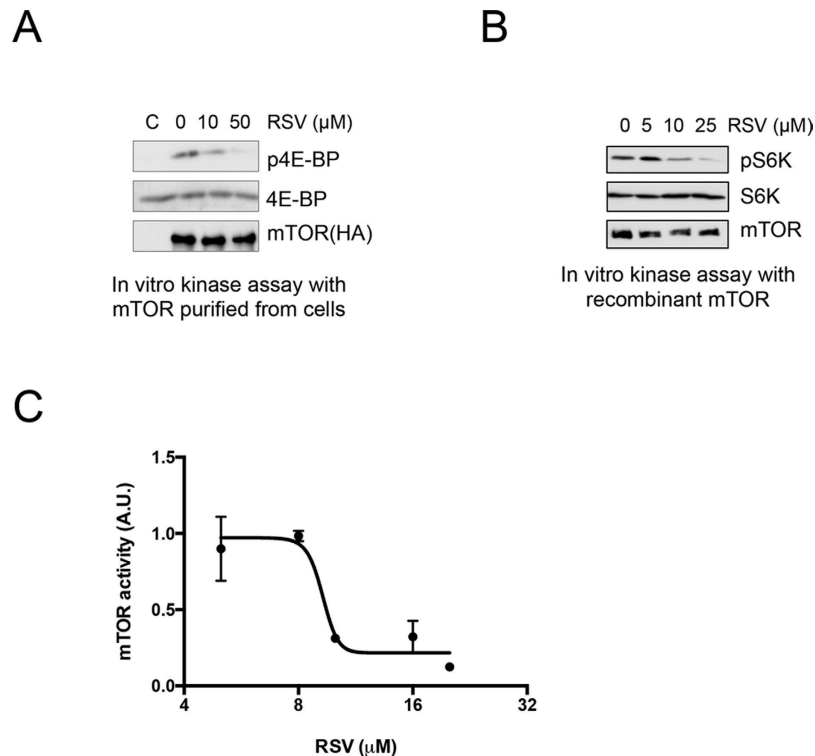 A
C 0 10 50 RSV (µM)
p4E-BP
4E-BP
mTOR(HA)
In vitro kinase assay with
mTOR purified from cells
B
0 5 10 25 RSV (µM)
pS6K
S6K
mTOR
In vitro kinase assay with
recombinant mTOR
C
mTOR activity (A.U.)
1.5
1.0
0.5
0.0
4 8 16 32
RSV (µM)